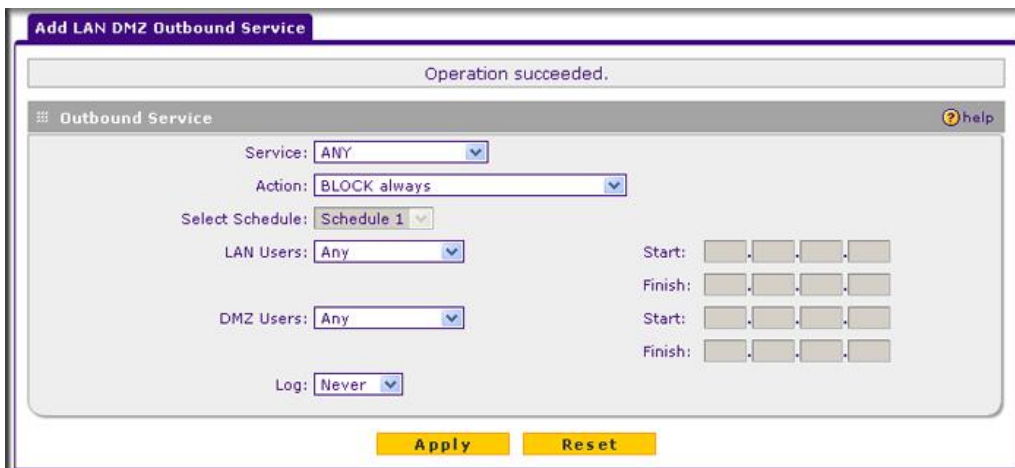 Add LAN DMZ Outbound Service
Operation succeeded.
Outbound Service
help
Service: ANY
Action: BLOCK always
Select Schedule: Schedule 1
LAN Users: Any Start: . . .
Finish: . . .
DMZ Users: Any Start: . . .
Finish: . . .
Log: Never
Apply Reset